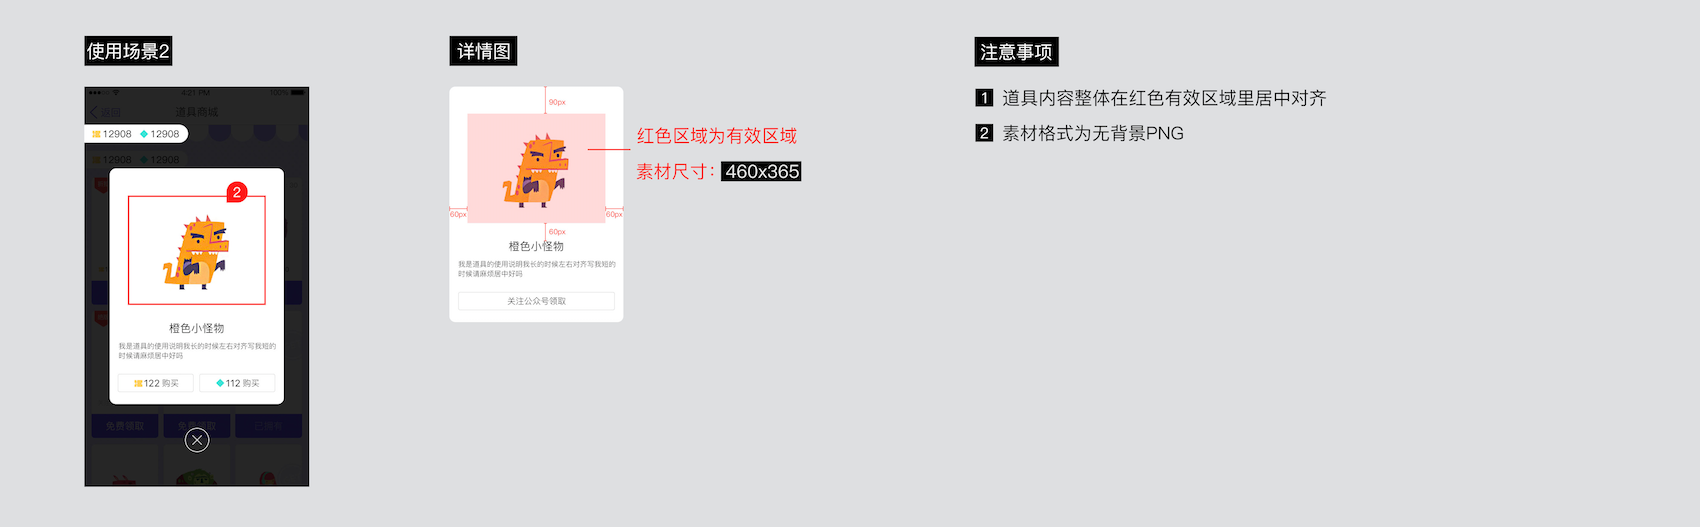 使用场景2
4:21 PM
100%
返回
道具商城
12908
12908
12908
12908
2
橙色小怪物
我是道具的使用说明我长的时候左右对齐写我短的
时候请麻烦居中好吗
122 购买
112 购买
免费领取
免费领取
详情图
90px
60px
60px
60px
橙色小怪物
我是道具的使用说明我长的时候左右对齐写我短的
时候请麻烦居中好吗
关注公众号领取
红色区域为有效区域
素材尺寸：460x365
注意事项
1 道具内容整体在红色有效区域里居中对齐
2 素材格式为无背景PNG